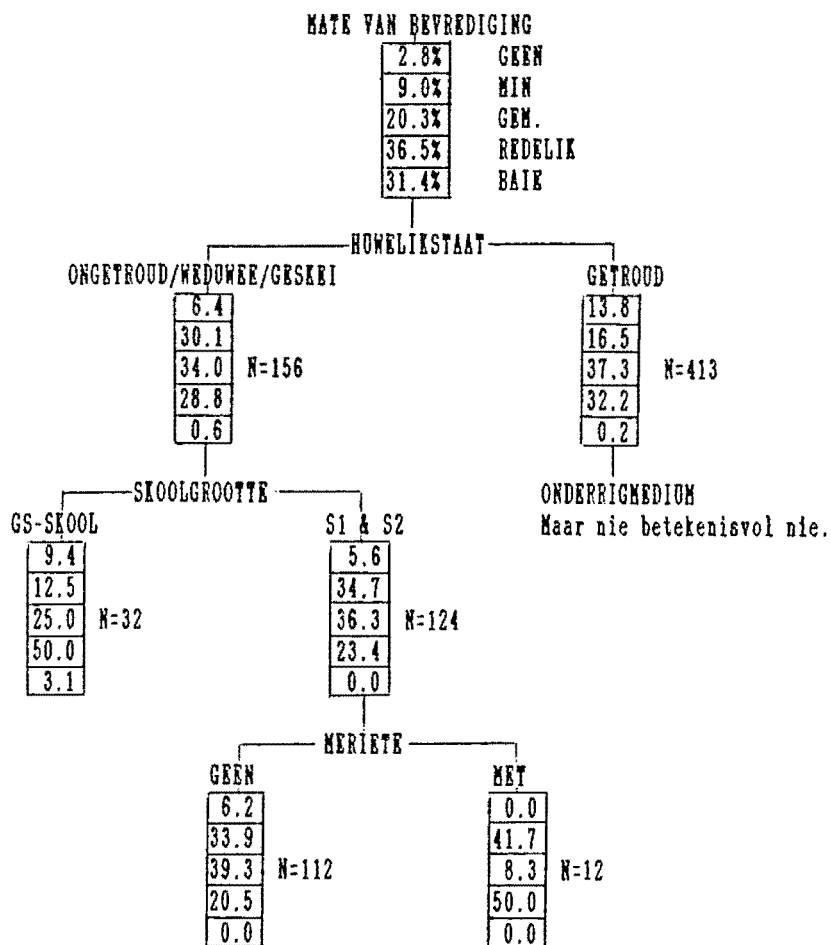 MATE VAN BEVREDIGING
2.8% GEEN
9.0% MIN
20.3% GEM.
36.5% REDELIK
31.4% BAIE
HUWELIKSTAAT
ONGETROUD/WEDUWEE/GESKEI GETROUD
6.4 13.8
30.1 16.5
34.0 N=156 37.3 N=413
28.8 32.2
0.6 0.2
SKOOLGROOTTE ONDERRIGMEDIUM
GS-SKOOL S1 & S2 Maar nie betekenisvol nie.
9.4 5.6
12.5 34.7
25.0 N=32 36.3 N=124
50.0 23.4
3.1 0.0
MERIETE
GEEN MET
6.2 0.0
33.9 41.7
39.3 N=112 8.3 N=12
20.5 50.0
0.0 0.0